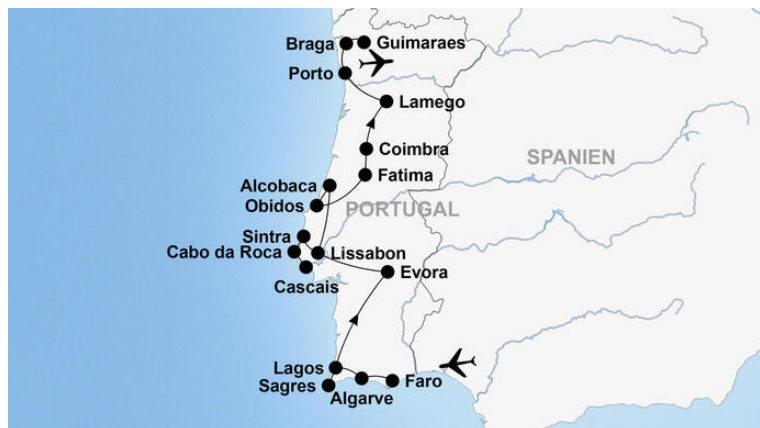 Braga
Guimaraes
Porto
Lamego
Coimbra
SPANIEN
Fatima
Alcobaca
Obidos
PORTUGAL
Sintra
Cabo da Roca
Lissabon
Evora
Cascais
Lagos
Sagres
Algarve
Faro